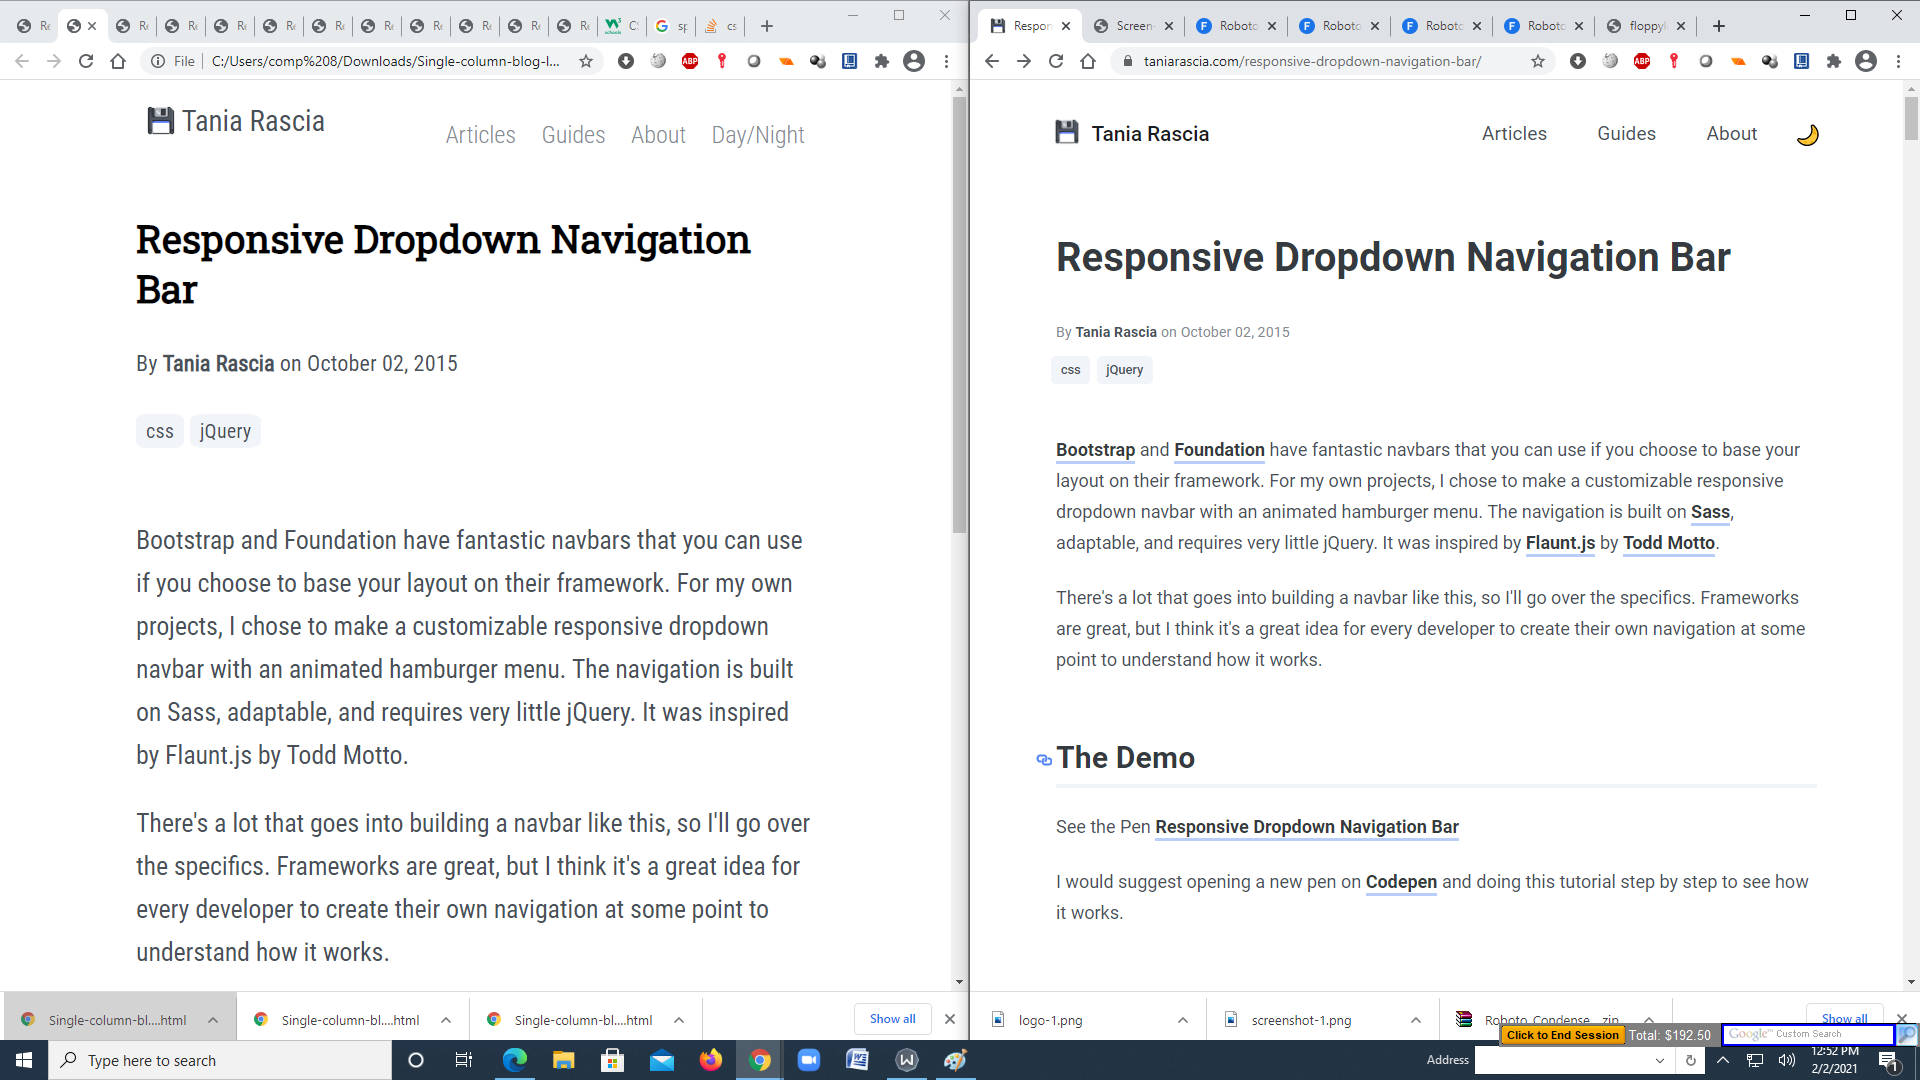 Re
Re
Re
Re
Re
Re
Re
Re
Re
Re
Re
sp
cs
File
C:/Users/comp%208/Downloads/Single-column-blog-l...
ABP
Tania Rascia
Articles Guides About Day/Night
Responsive Dropdown Navigation
Bar
By Tania Rascia on October 02, 2015
css jQuery
Bootstrap and Foundation have fantastic navbars that you can use
if you choose to base your layout on their framework. For my own
projects, I chose to make a customizable responsive dropdown
navbar with an animated hamburger menu. The navigation is built
on Sass, adaptable, and requires very little jQuery. It was inspired
by Flaunt.js by Todd Motto.
There's a lot that goes into building a navbar like this, so I'll go over
the specifics. Frameworks are great, but I think it's a great idea for
every developer to create their own navigation at some point to
understand how it works.
Single-column-bl....html
Single-column-bl....html
Single-column-bl....html
Show all
Respon
Screen-
Roboto
Roboto
Roboto
Roboto
floppyl
taniarascia.com/responsive-dropdown-navigation-bar/
ABP
Tania Rascia
Articles Guides About
Responsive Dropdown Navigation Bar
By Tania Rascia on October 02, 2015
css jQuery
Bootstrap and Foundation have fantastic navbars that you can use if you choose to base your
layout on their framework. For my own projects, I chose to make a customizable responsive
dropdown navbar with an animated hamburger menu. The navigation is built on Sass,
adaptable, and requires very little jQuery. It was inspired by Flaunt.js by Todd Motto.
There's a lot that goes into building a navbar like this, so I'll go over the specifics. Frameworks
are great, but I think it's a great idea for every developer to create their own navigation at some
point to understand how it works.
The Demo
See the Pen Responsive Dropdown Navigation Bar
I would suggest opening a new pen on Codepen and doing this tutorial step by step to see how
it works.
logo-1.png
screenshot-1.png
Roboto_Condense....zip
Show all
Click to End Session
Total: $192.50
Google™ Custom Search
Type here to search
Address
12:52 PM
2/2/2021
1